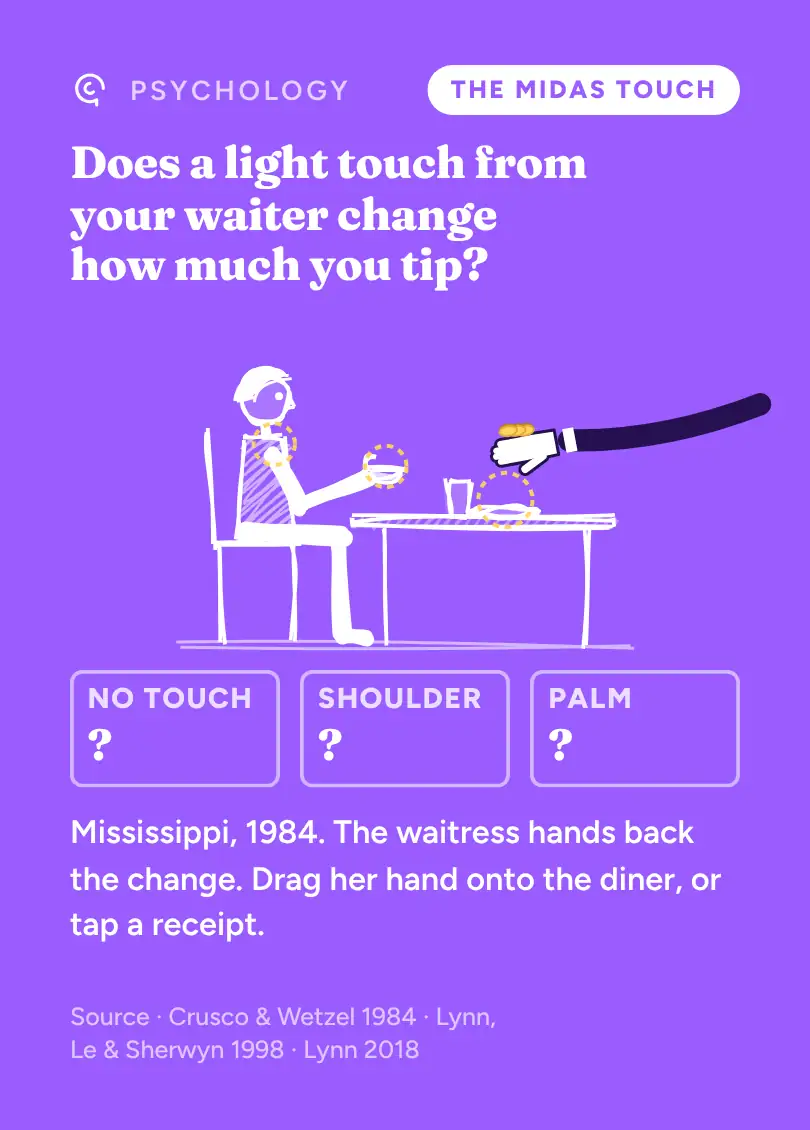 PSYCHOLOGY
THE MIDAS TOUCH
Does a light touch from
your waiter change
how much you tip?
NO TOUCH
?
SHOULDER
?
PALM
?
Mississippi, 1984. The waitress hands back
the change. Drag her hand onto the diner, or
tap a receipt.
Source · Crusco & Wetzel 1984 · Lynn,
Le & Sherwyn 1998 · Lynn 2018